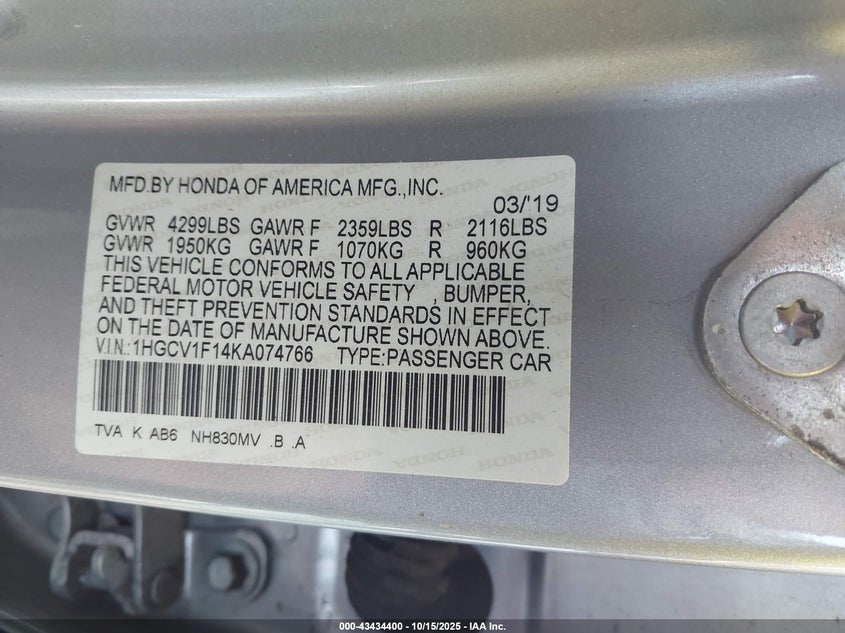 MFD.BY HONDA OF AMERICA MFG.,INC.
03/'19
GVWR 4299LBS GAWR F 2359LBS R 2116LBS
GVWR 1950KG GAWR F 1070KG R 960KG
THIS VEHICLE CONFORMS TO ALL APPLICABLE
FEDERAL MOTOR VEHICLE SAFETY , BUMPER,
AND THEFT PREVENTION STANDARDS IN EFFECT
ON THE DATE OF MANUFACTURE SHOWN ABOVE.
V.I.N.:1HGCV1F14KA074766 TYPE:PASSENGER CAR
TVA K AB6 NH830MV .B .A
HONDA HONDA HONDA
000-43434400 - 10/15/2025 - IAA Inc.